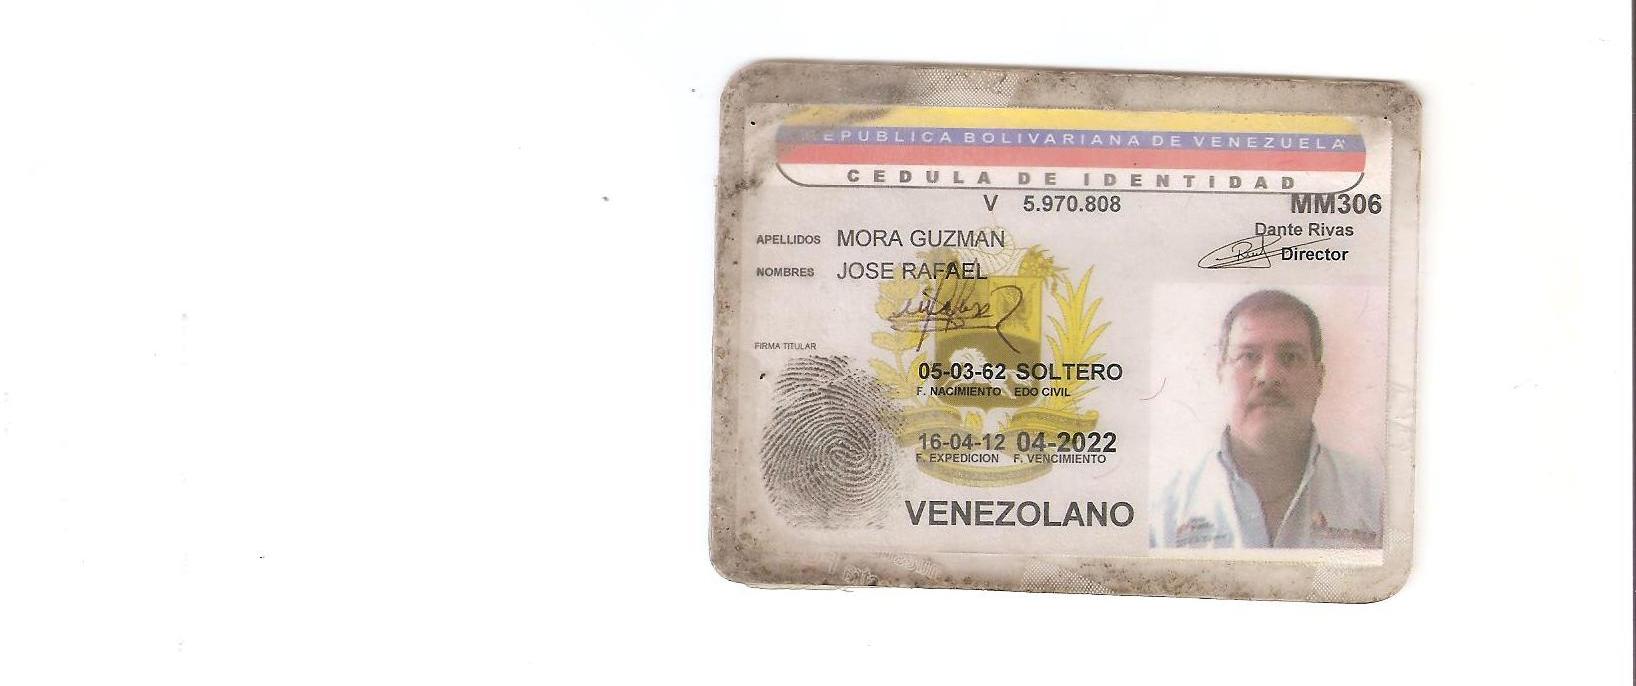 REPUBLICA BOLIVARIANA DE VENEZUELA
CEDULA DE IDENTIDAD
V 5.970.808
MM306
APELLIDOS MORA GUZMAN
Dante Rivas
NOMBRES JOSE RAFAEL
Director
FIRMA TITULAR
05-03-62 SOLTERO
F. NACIMIENTO EDO CIVIL
16-04-12 04-2022
F. EXPEDICION F. VENCIMIENTO
VENEZOLANO